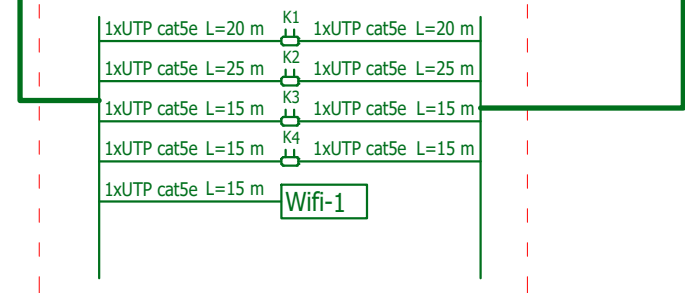 K1
1xUTP cat5e L=20 m 1xUTP cat5e L=20 m
K2
1xUTP cat5e L=25 m 1xUTP cat5e L=25 m
K3
1xUTP cat5e L=15 m 1xUTP cat5e L=15 m
K4
1xUTP cat5e L=15 m 1xUTP cat5e L=15 m
1xUTP cat5e L=15 m
Wifi-1